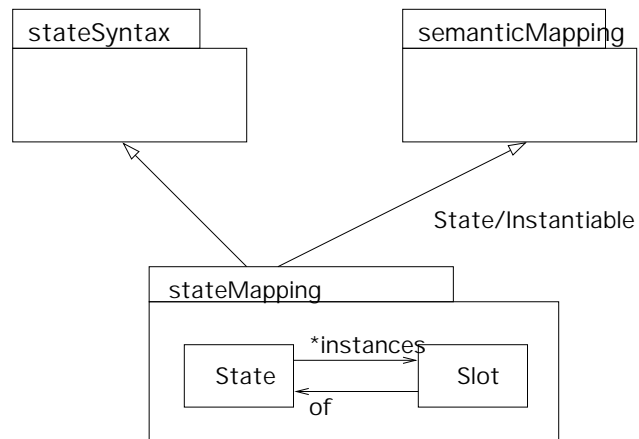 stateSyntax
semanticMapping
State/Instantiable
stateMapping
*instances
State
Slot
of